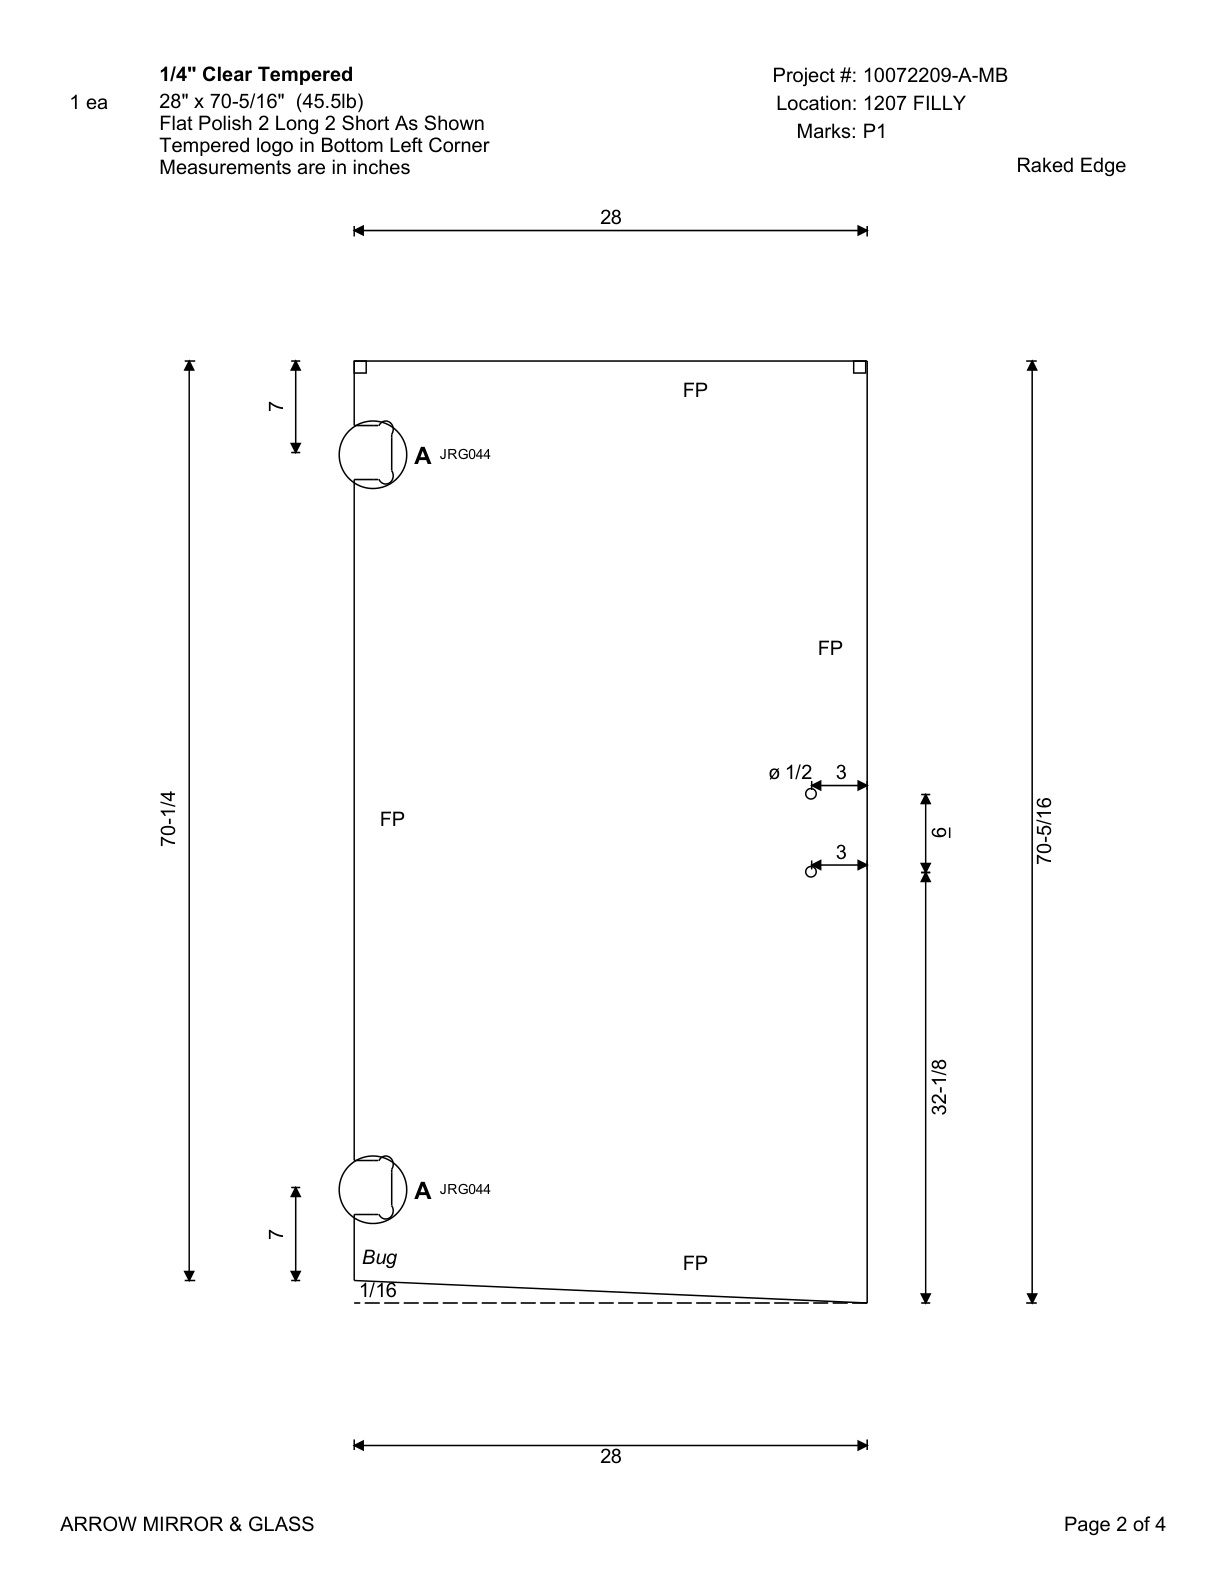 1/4" Clear Tempered
1 ea
28" x 70-5/16" (45.5lb)
Flat Polish 2 Long 2 Short As Shown
Tempered logo in Bottom Left Corner
Measurements are in inches
Project #: 10072209-A-MB
Location: 1207 FILLY
Marks: P1
Raked Edge
28
7
FP
A JRG044
FP
ø 1/2
3
70-1/4
FP
6
70-5/16
3
32-1/8
A JRG044
7
Bug
FP
1/16
28
ARROW MIRROR & GLASS
Page 2 of 4